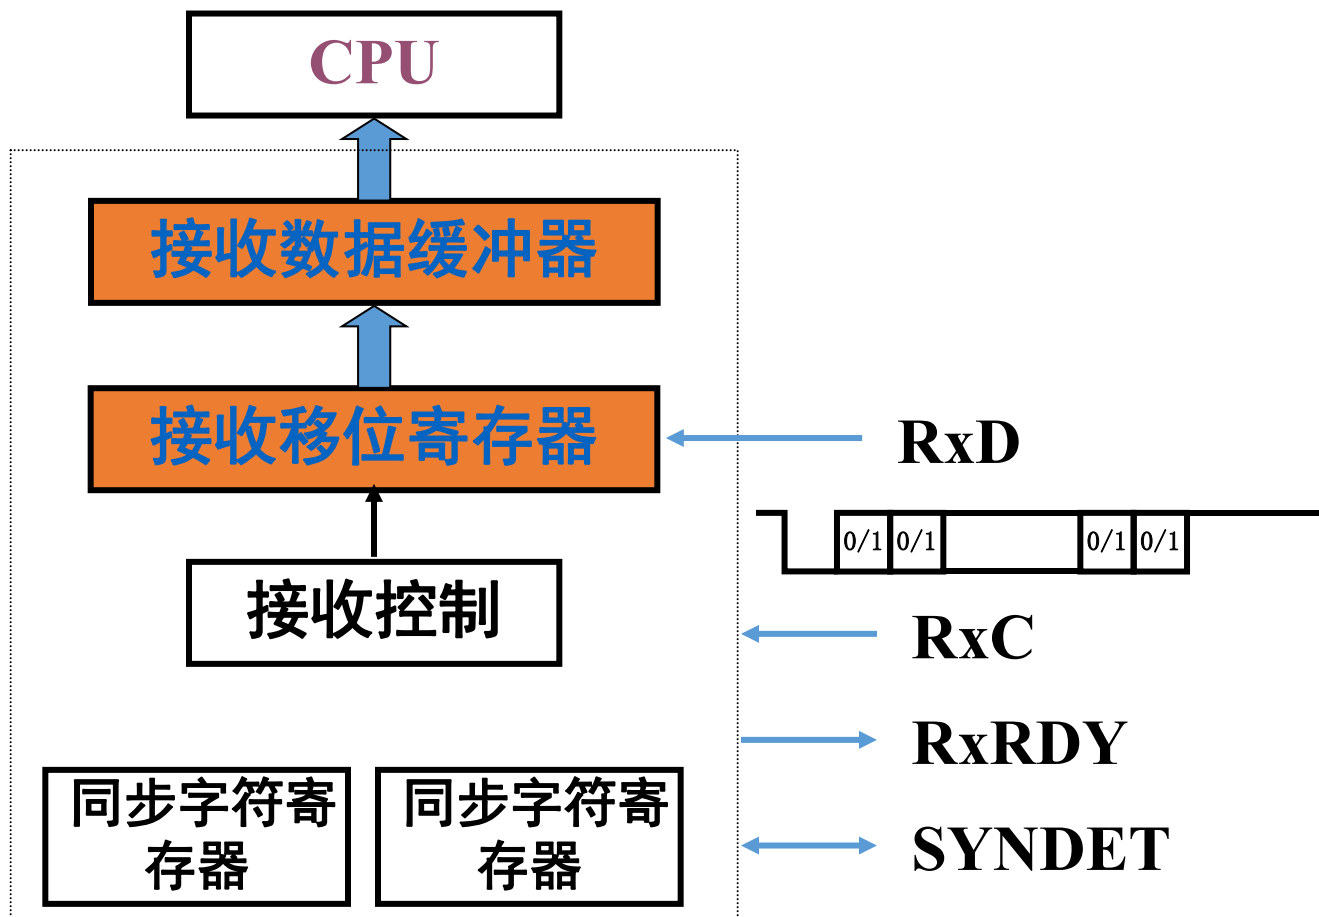 CPU
接收数据缓冲器
接收移位寄存器
RxD
0/1 0/1 0/1 0/1
接收控制
RxC
RxRDY
同步字符寄
存器
同步字符寄
存器
SYNDET